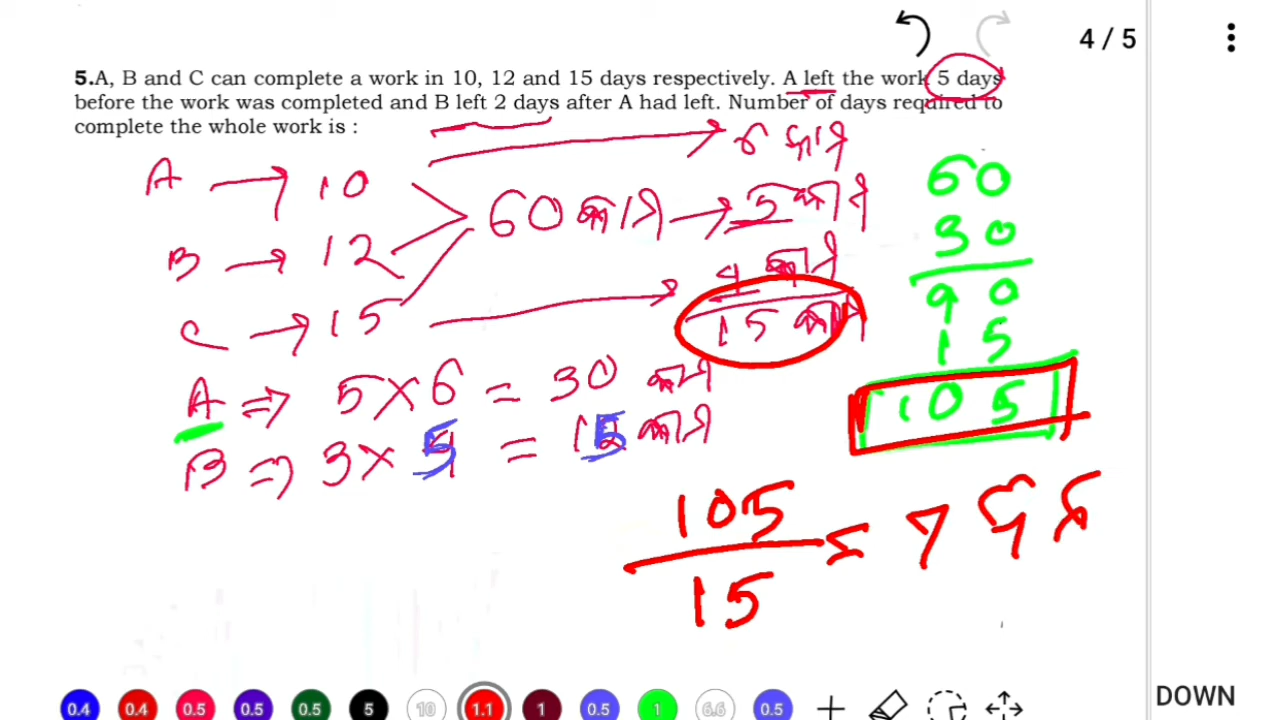 4 / 5
5.A, B and C can complete a work in 10, 12 and 15 days respectively. A left the work 5 days
before the work was completed and B left 2 days after A had left. Number of days required to
complete the whole work is :
A → 10
B → 12
60
5
C → 15
4
15
A ⇒ 5 × 6 = 30
B ⇒ 3 × 5 = 15
60
30
90
15
105
105
15
= 7
0.4 0.4 0.5 0.5 0.5 5 10 1.1 1 0.5 1 6.6 0.5
DOWN